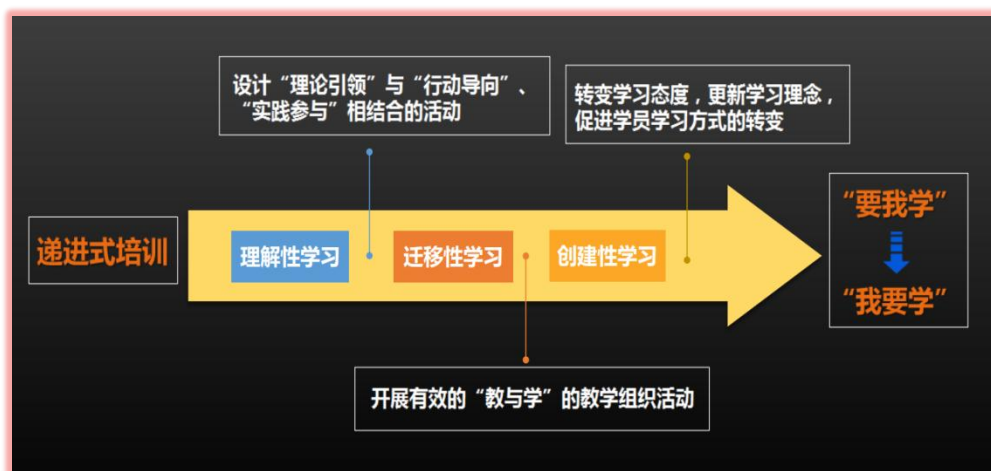 设计“理论引领”与“行动导向”、
“实践参与”相结合的活动
转变学习态度，更新学习理念，
促进学员学习方式的转变
递进式培训
理解性学习
迁移性学习
创建性学习
“要我学”
“我要学”
开展有效的“教与学”的教学组织活动